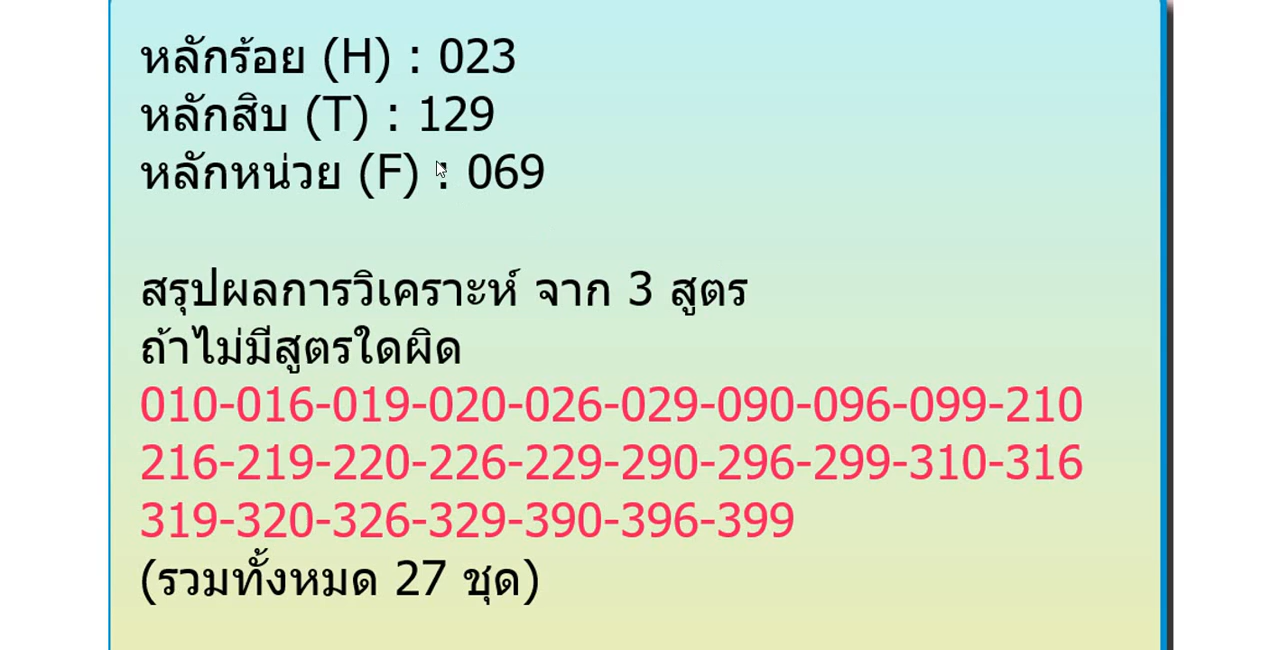 หลักร้อย (H) : 023
หลักสิบ (T) : 129
หลักหน่วย (F) : 069
สรุปผลการวิเคราะห์ จาก 3 สูตร
ถ้าไม่มีสูตรใดผิด
010-016-019-020-026-029-090-096-099-210
216-219-220-226-229-290-296-299-310-316
319-320-326-329-390-396-399
(รวมทั้งหมด 27 ชุด)